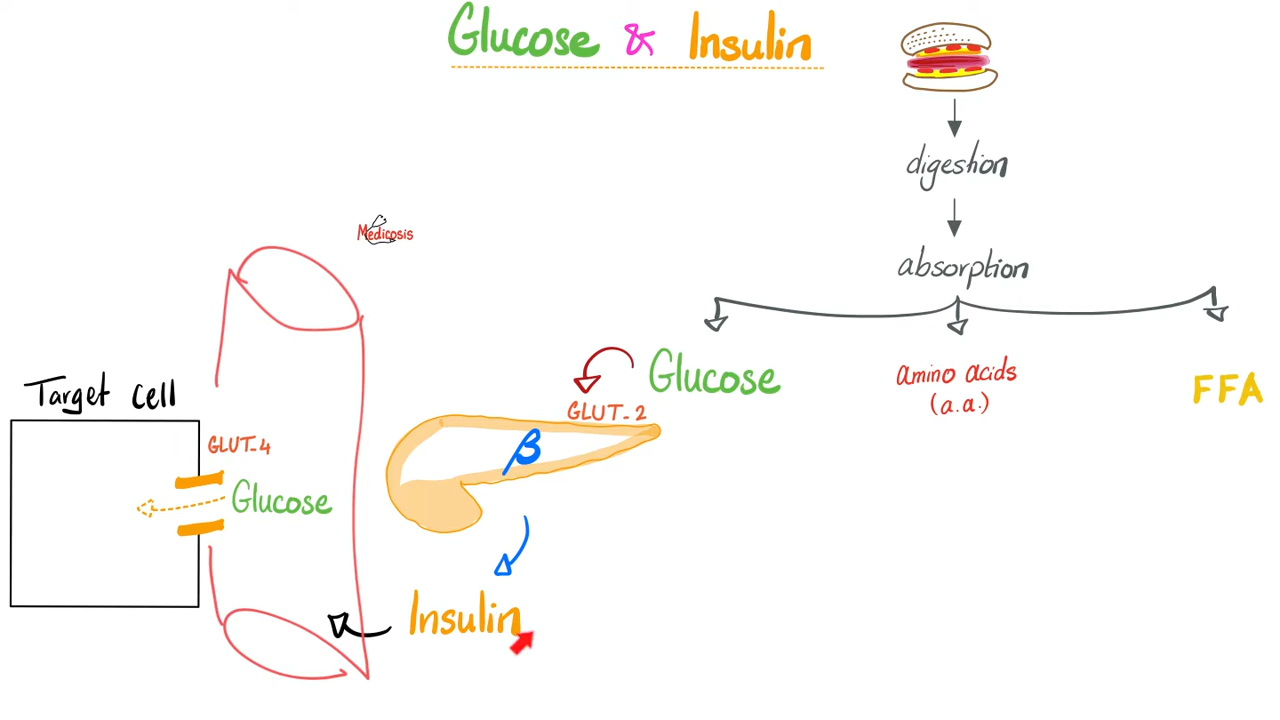 Glucose & Insulin
digestion
absorption
Medicosis
Glucose
amino acids
(a.a.)
FFA
GLUT-2
β
Target cell
GLUT-4
Glucose
Insulin